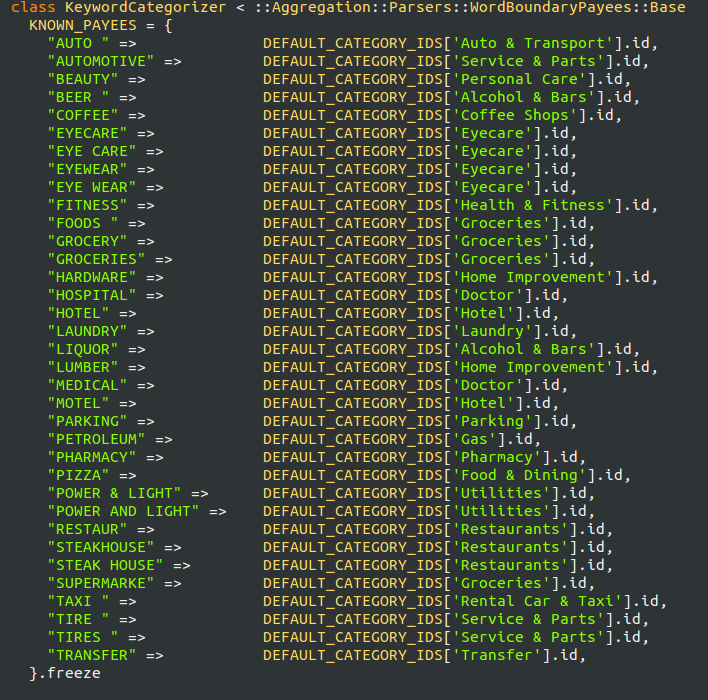 class KeywordCategorizer < ::Aggregation::Parsers::WordBoundaryPayees::Base
  KNOWN_PAYEES = {
    "AUTO " =>              DEFAULT_CATEGORY_IDS['Auto & Transport'].id,
    "AUTOMOTIVE" =>         DEFAULT_CATEGORY_IDS['Service & Parts'].id,
    "BEAUTY" =>             DEFAULT_CATEGORY_IDS['Personal Care'].id,
    "BEER " =>              DEFAULT_CATEGORY_IDS['Alcohol & Bars'].id,
    "COFFEE" =>             DEFAULT_CATEGORY_IDS['Coffee Shops'].id,
    "EYECARE" =>            DEFAULT_CATEGORY_IDS['Eyecare'].id,
    "EYE CARE" =>           DEFAULT_CATEGORY_IDS['Eyecare'].id,
    "EYEWEAR" =>            DEFAULT_CATEGORY_IDS['Eyecare'].id,
    "EYE WEAR" =>           DEFAULT_CATEGORY_IDS['Eyecare'].id,
    "FITNESS" =>            DEFAULT_CATEGORY_IDS['Health & Fitness'].id,
    "FOODS " =>             DEFAULT_CATEGORY_IDS['Groceries'].id,
    "GROCERY" =>            DEFAULT_CATEGORY_IDS['Groceries'].id,
    "GROCERIES" =>          DEFAULT_CATEGORY_IDS['Groceries'].id,
    "HARDWARE" =>           DEFAULT_CATEGORY_IDS['Home Improvement'].id,
    "HOSPITAL" =>           DEFAULT_CATEGORY_IDS['Doctor'].id,
    "HOTEL" =>              DEFAULT_CATEGORY_IDS['Hotel'].id,
    "LAUNDRY" =>            DEFAULT_CATEGORY_IDS['Laundry'].id,
    "LIQUOR" =>             DEFAULT_CATEGORY_IDS['Alcohol & Bars'].id,
    "LUMBER" =>             DEFAULT_CATEGORY_IDS['Home Improvement'].id,
    "MEDICAL" =>            DEFAULT_CATEGORY_IDS['Doctor'].id,
    "MOTEL" =>              DEFAULT_CATEGORY_IDS['Hotel'].id,
    "PARKING" =>            DEFAULT_CATEGORY_IDS['Parking'].id,
    "PETROLEUM" =>          DEFAULT_CATEGORY_IDS['Gas'].id,
    "PHARMACY" =>           DEFAULT_CATEGORY_IDS['Pharmacy'].id,
    "PIZZA" =>              DEFAULT_CATEGORY_IDS['Food & Dining'].id,
    "POWER & LIGHT" =>      DEFAULT_CATEGORY_IDS['Utilities'].id,
    "POWER AND LIGHT" =>    DEFAULT_CATEGORY_IDS['Utilities'].id,
    "RESTAUR" =>            DEFAULT_CATEGORY_IDS['Restaurants'].id,
    "STEAKHOUSE" =>         DEFAULT_CATEGORY_IDS['Restaurants'].id,
    "STEAK HOUSE" =>        DEFAULT_CATEGORY_IDS['Restaurants'].id,
    "SUPERMARKE" =>         DEFAULT_CATEGORY_IDS['Groceries'].id,
    "TAXI " =>              DEFAULT_CATEGORY_IDS['Rental Car & Taxi'].id,
    "TIRE " =>              DEFAULT_CATEGORY_IDS['Service & Parts'].id,
    "TIRES " =>             DEFAULT_CATEGORY_IDS['Service & Parts'].id,
    "TRANSFER" =>           DEFAULT_CATEGORY_IDS['Transfer'].id,
  }.freeze